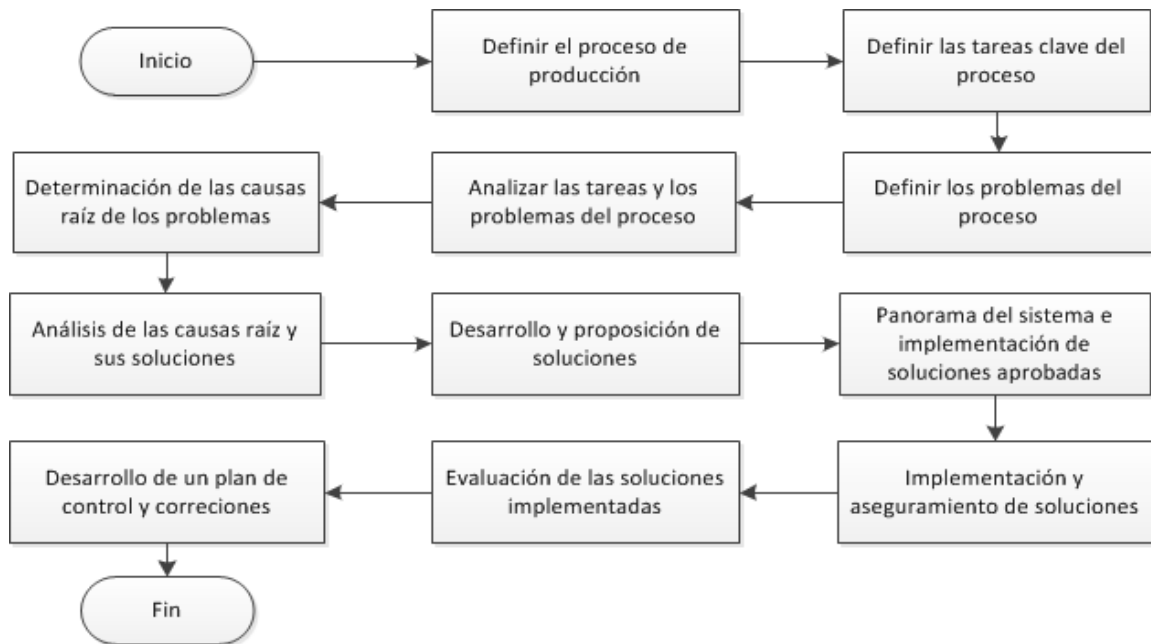 Inicio
Definir el proceso de
producción
Definir las tareas clave del
proceso
Definir los problemas del
proceso
Analizar las tareas y los
problemas del proceso
Determinación de las causas
raíz de los problemas
Análisis de las causas raíz y
sus soluciones
Desarrollo y proposición de
soluciones
Panorama del sistema e
implementación de
soluciones aprobadas
Implementación y
aseguramiento de soluciones
Evaluación de las soluciones
implementadas
Desarrollo de un plan de
control y correciones
Fin